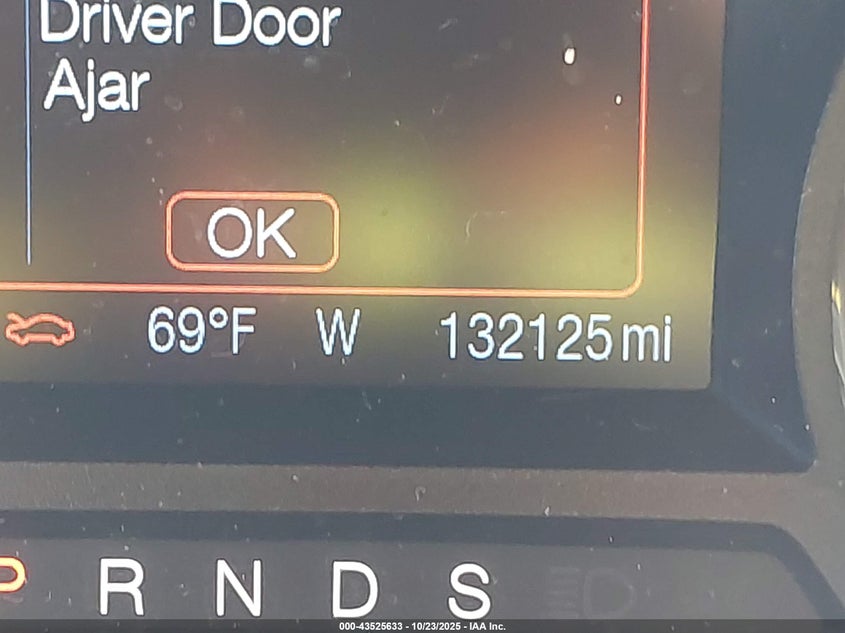 Driver Door
Ajar
OK
69°F W 132125 mi
P R N D S
000-43525633 - 10/23/2025 - IAA Inc.